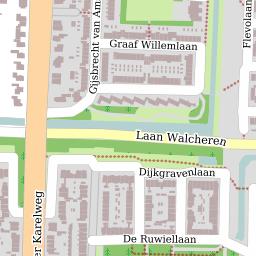 Graaf Willemlaan
Gijsbrecht van Am
Flevolaan
Laan Walcheren
Dijkgravenlaan
er Karelweg
De Ruwiellaan